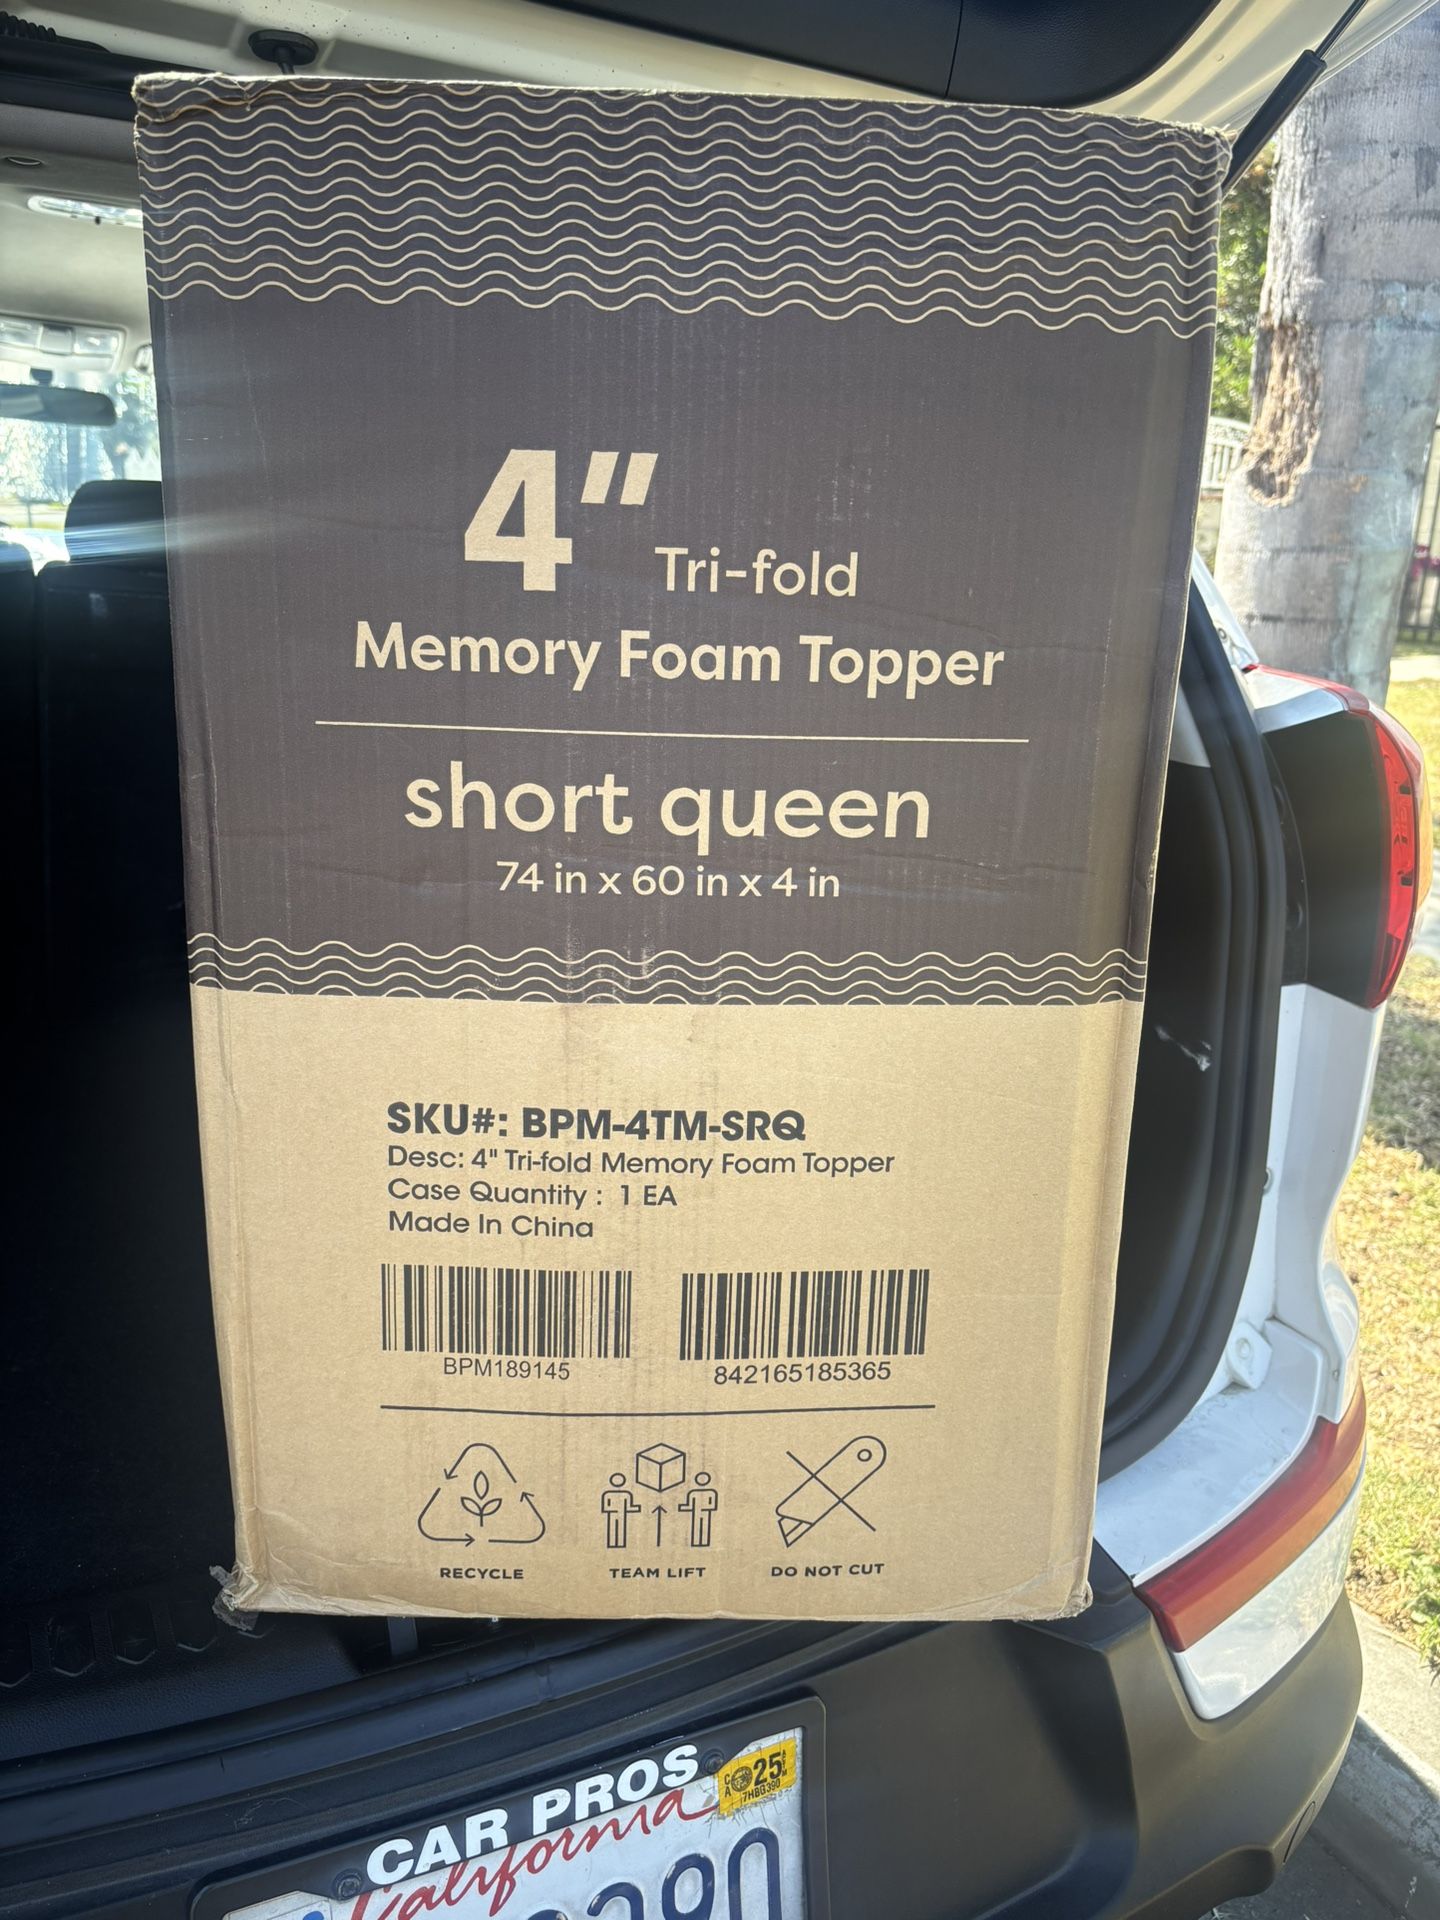 4" Tri-fold
Memory Foam Topper
short queen
74 in x 60 in x 4 in
SKU#: BPM-4TM-SRQ
Desc: 4" Tri-fold Memory Foam Topper
Case Quantity : 1 EA
Made In China
BPM189145 842165185365
RECYCLE TEAM LIFT DO NOT CUT
CAR PROS
CA 25
7HBG390
California